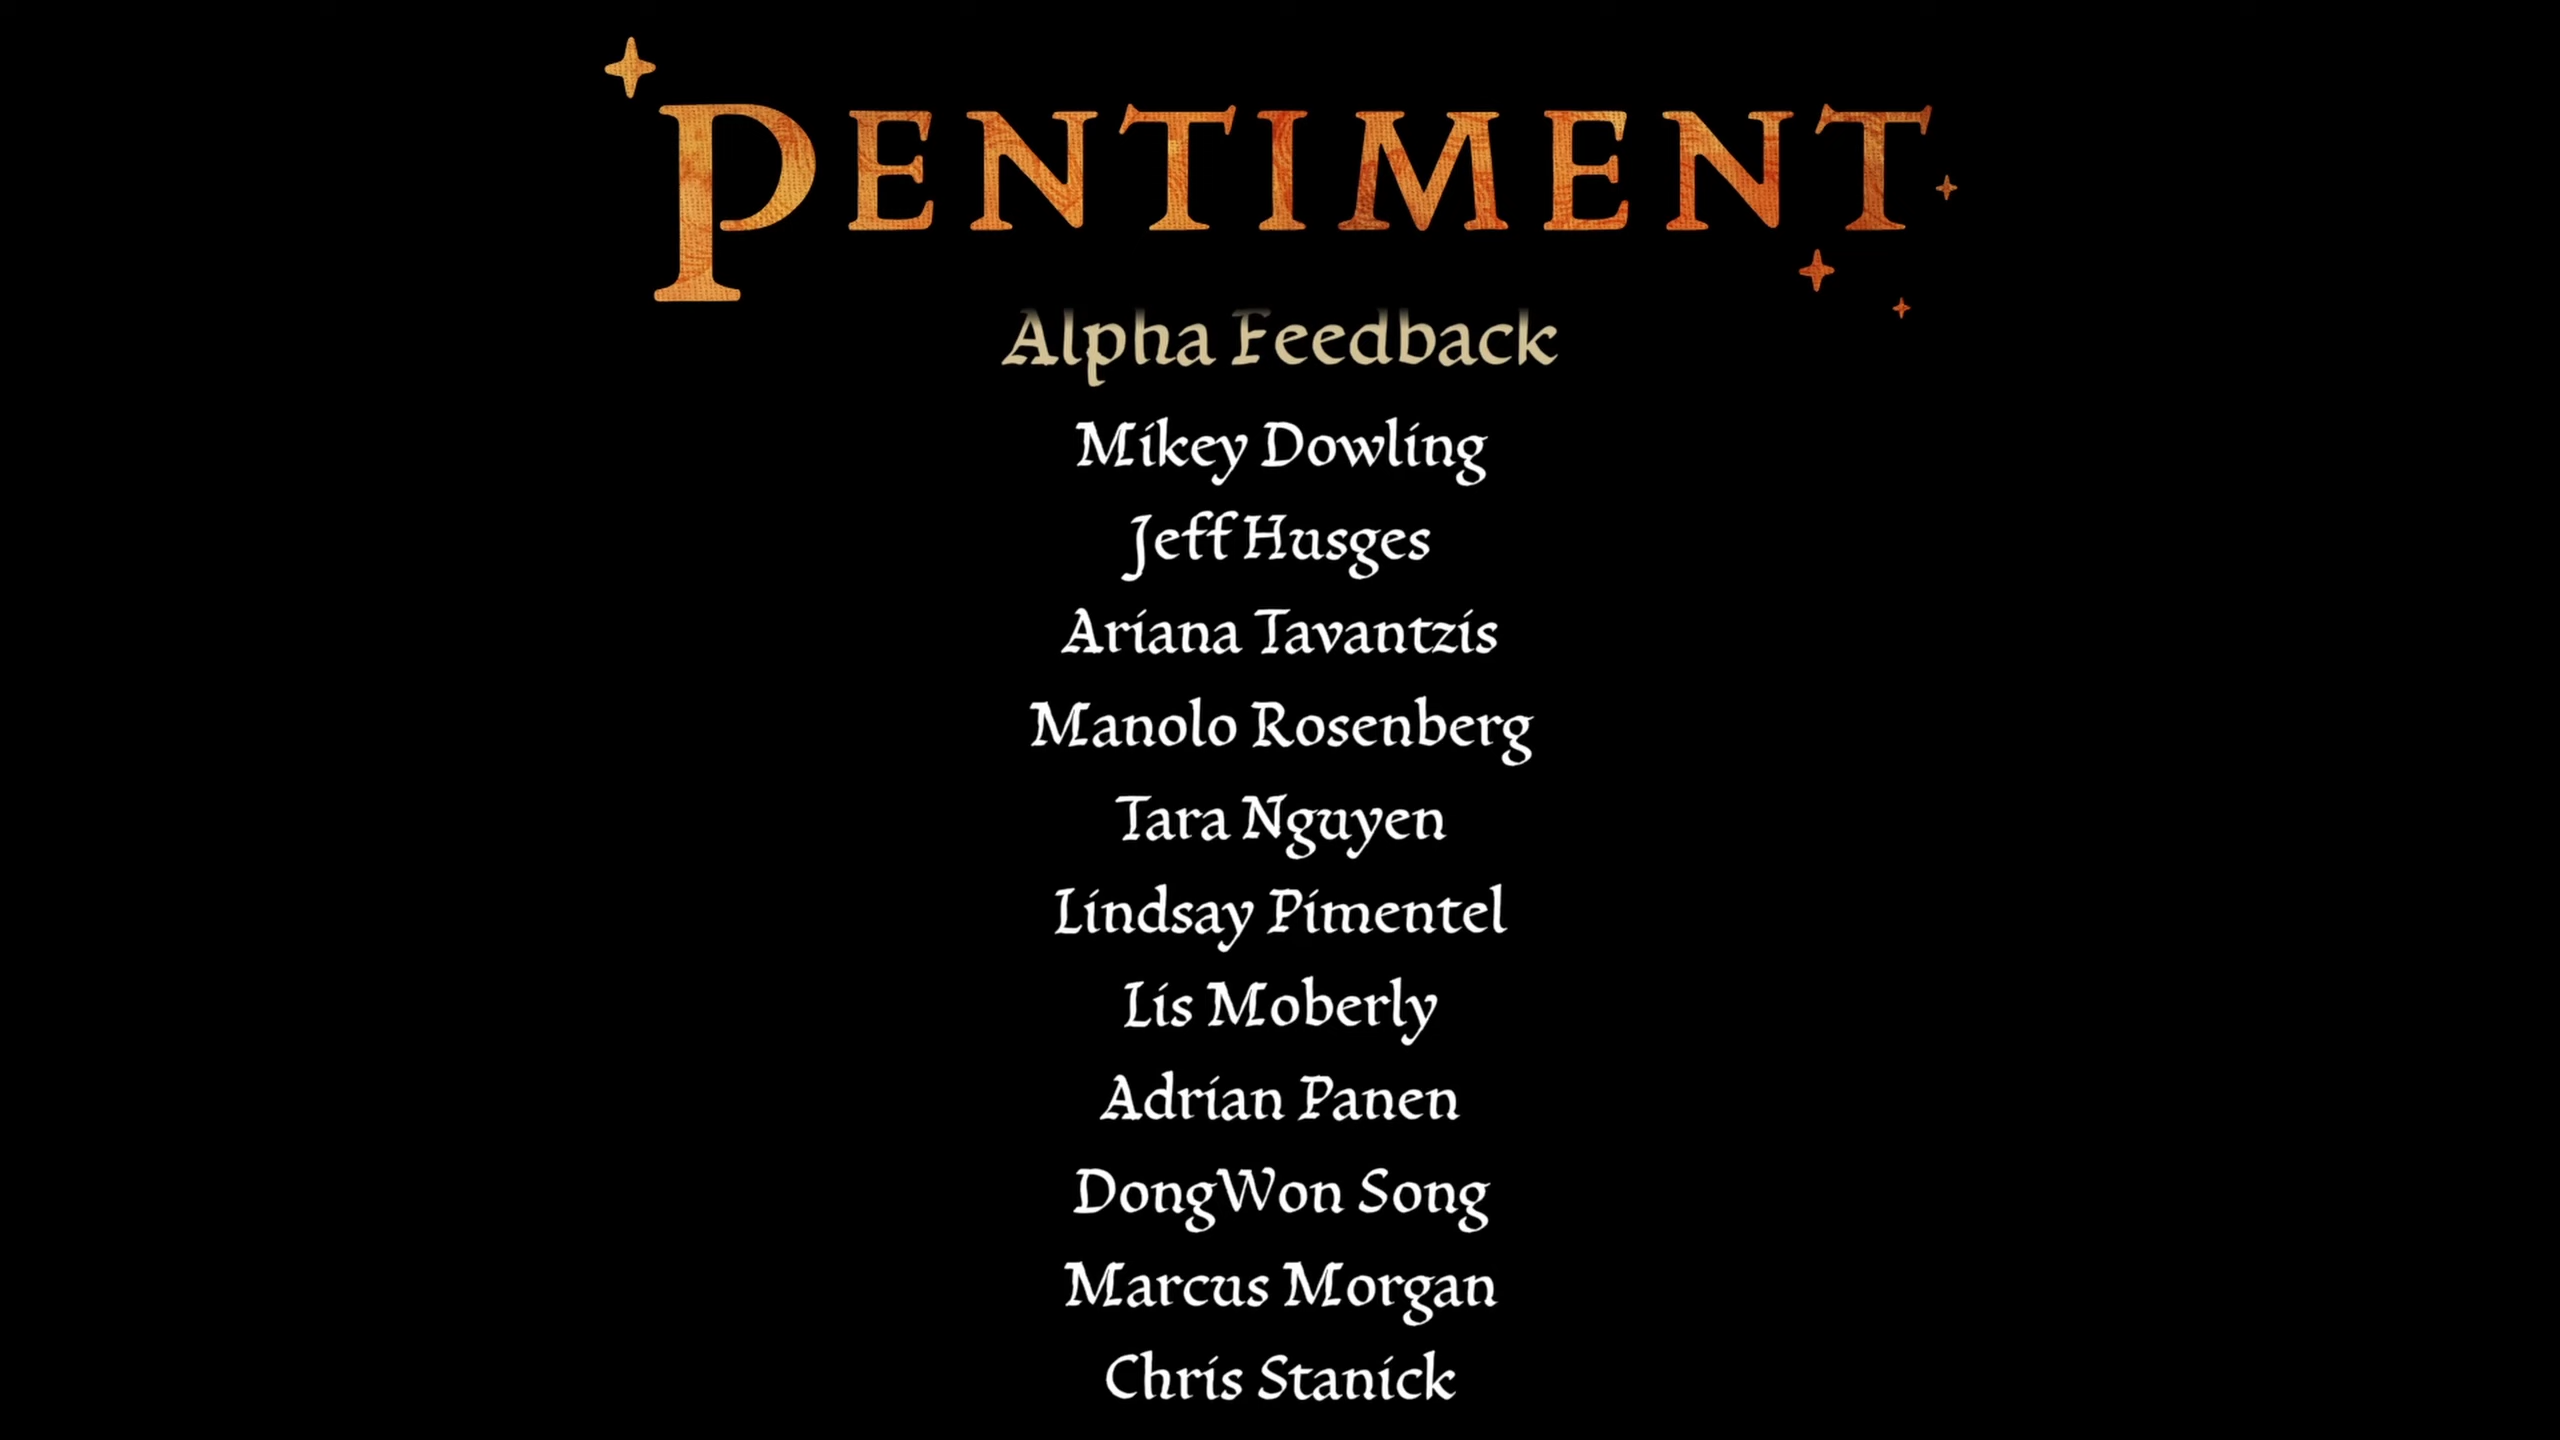 PENTIMENT
Alpha Feedback
Mikey Dowling
Jeff Husges
Ariana Tavantzis
Manolo Rosenberg
Tara Nguyen
Lindsay Pimentel
Lis Moberly
Adrian Panen
DongWon Song
Marcus Morgan
Chris Stanick